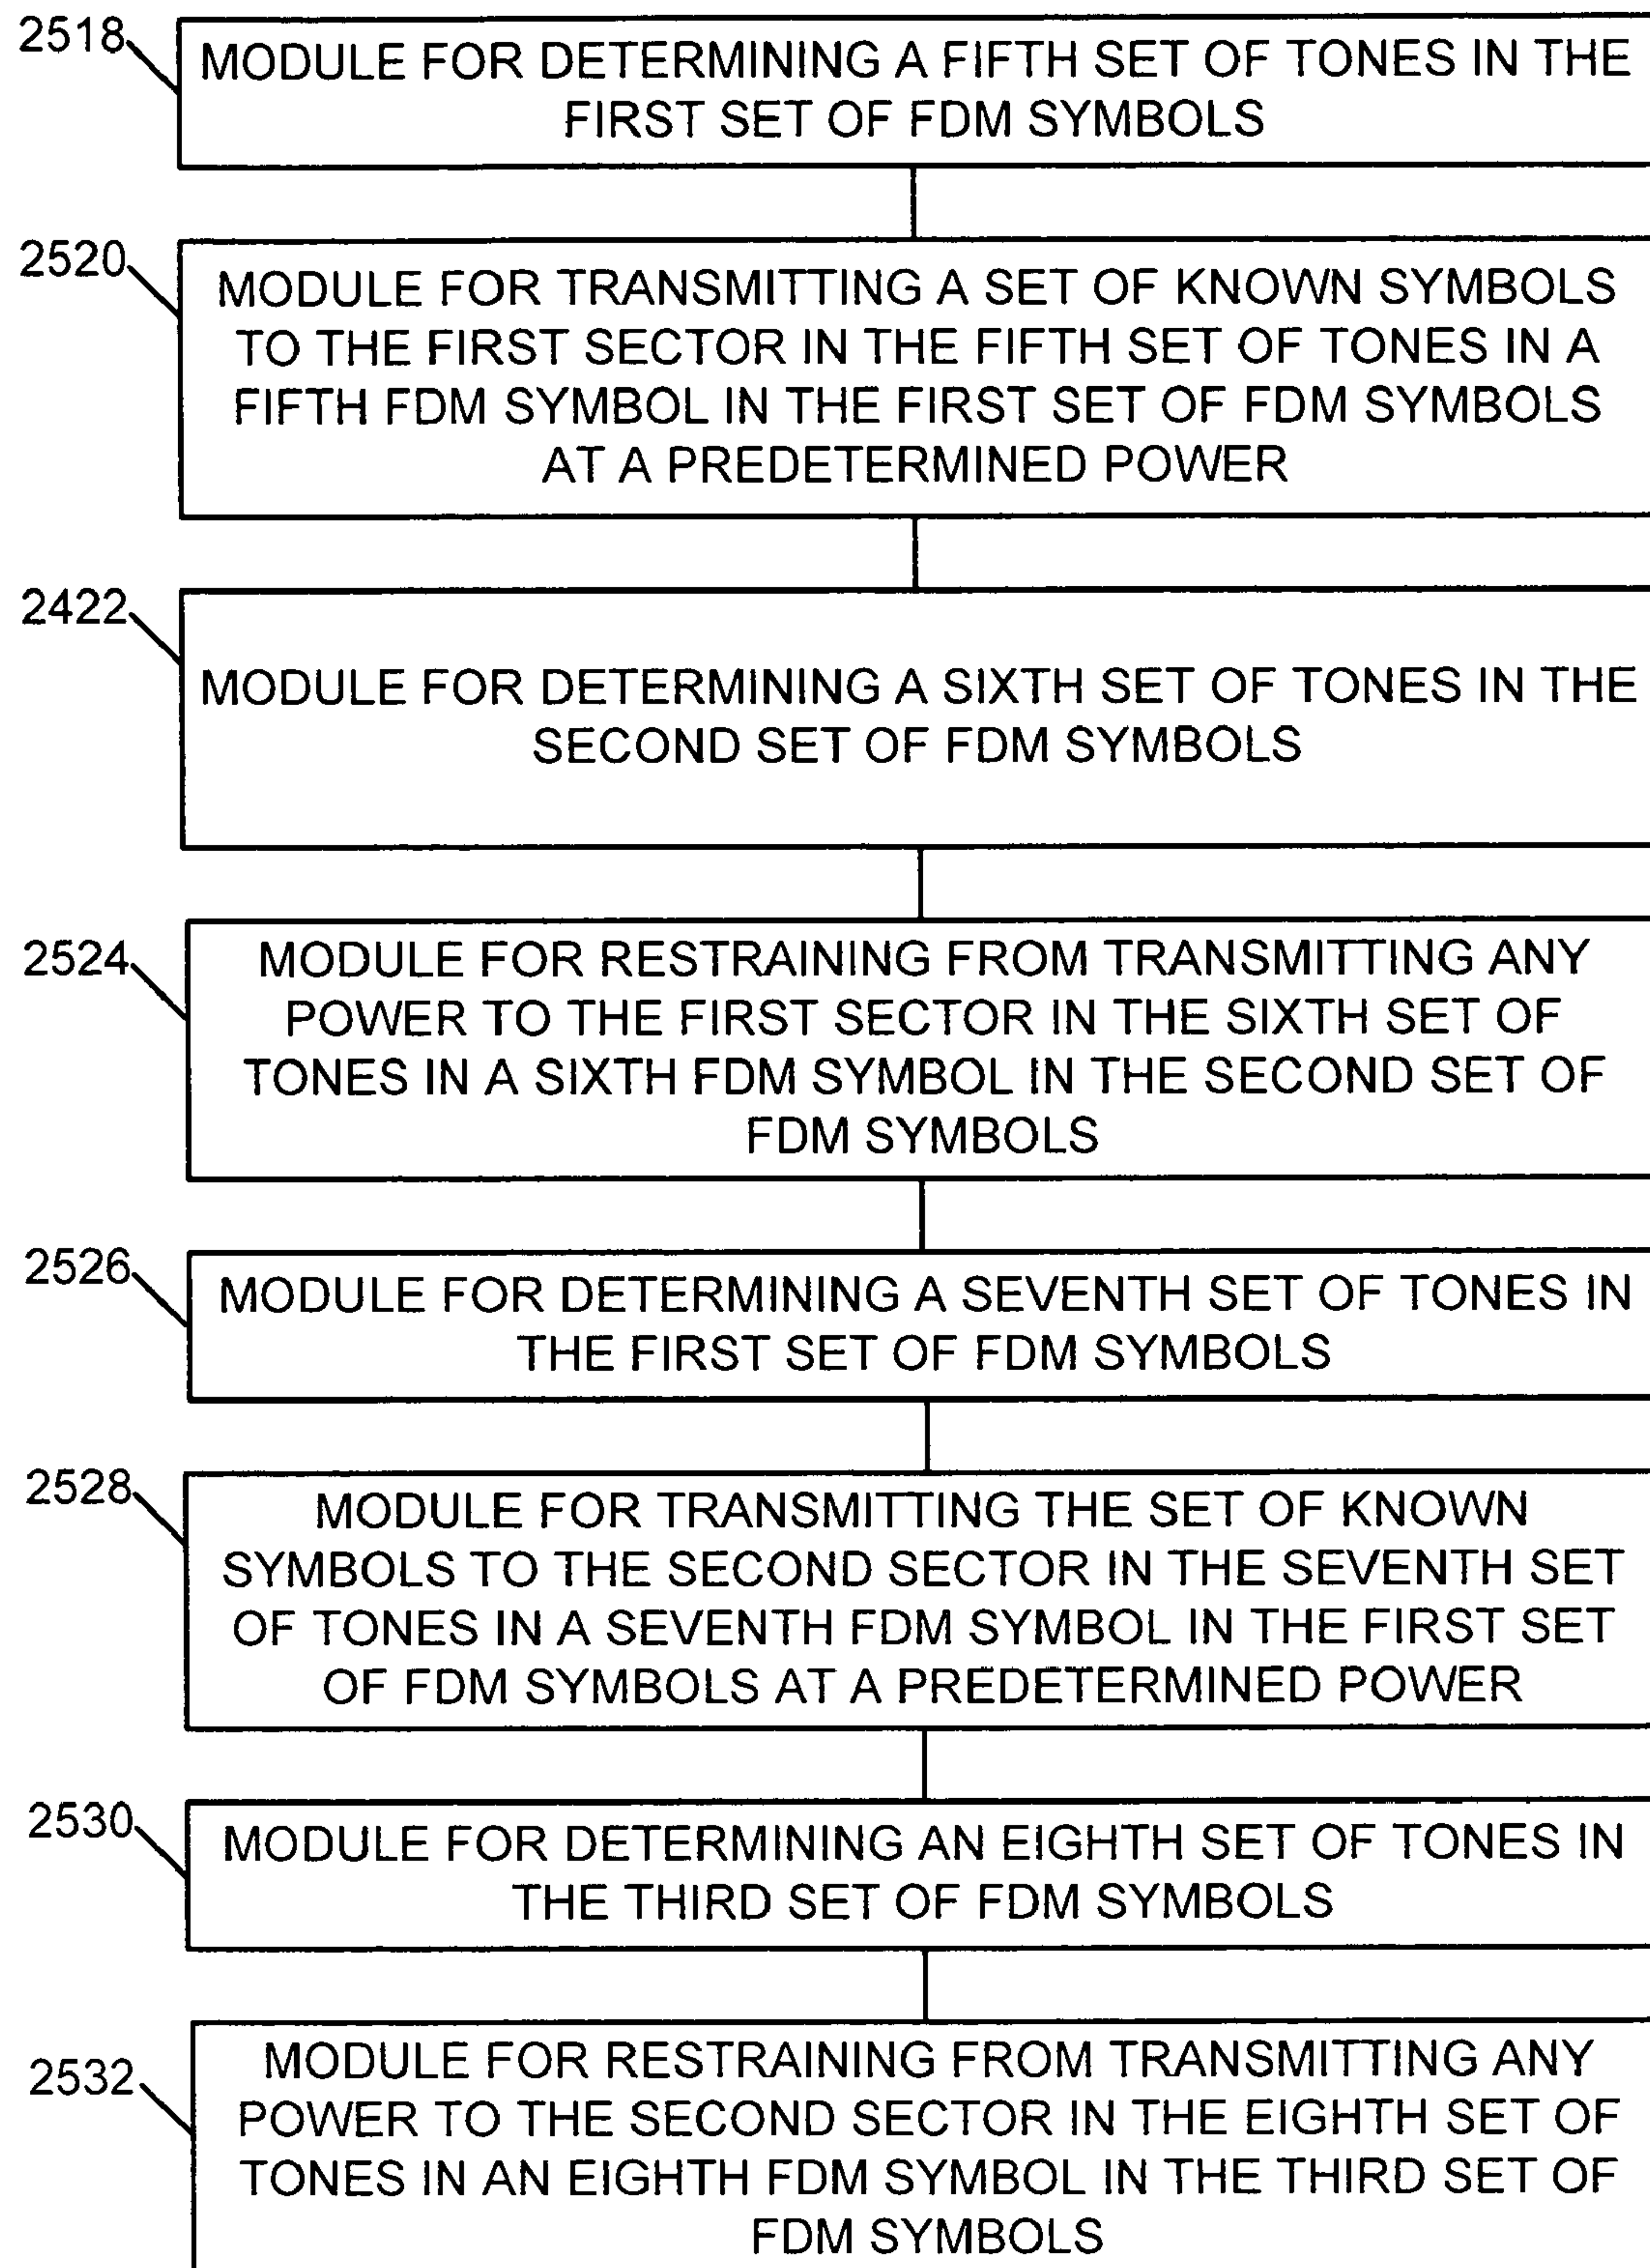 2518
MODULE FOR DETERMINING A FIFTH SET OF TONES IN THE
FIRST SET OF FDM SYMBOLS
2520
MODULE FOR TRANSMITTING A SET OF KNOWN SYMBOLS
TO THE FIRST SECTOR IN THE FIFTH SET OF TONES IN A
FIFTH FDM SYMBOL IN THE FIRST SET OF FDM SYMBOLS
AT A PREDETERMINED POWER
2422
MODULE FOR DETERMINING A SIXTH SET OF TONES IN THE
SECOND SET OF FDM SYMBOLS
2524
MODULE FOR RESTRAINING FROM TRANSMITTING ANY
POWER TO THE FIRST SECTOR IN THE SIXTH SET OF
TONES IN A SIXTH FDM SYMBOL IN THE SECOND SET OF
FDM SYMBOLS
2526
MODULE FOR DETERMINING A SEVENTH SET OF TONES IN
THE FIRST SET OF FDM SYMBOLS
2528
MODULE FOR TRANSMITTING THE SET OF KNOWN
SYMBOLS TO THE SECOND SECTOR IN THE SEVENTH SET
OF TONES IN A SEVENTH FDM SYMBOL IN THE FIRST SET
OF FDM SYMBOLS AT A PREDETERMINED POWER
2530
MODULE FOR DETERMINING AN EIGHTH SET OF TONES IN
THE THIRD SET OF FDM SYMBOLS
2532
MODULE FOR RESTRAINING FROM TRANSMITTING ANY
POWER TO THE SECOND SECTOR IN THE EIGHTH SET OF
TONES IN AN EIGHTH FDM SYMBOL IN THE THIRD SET OF
FDM SYMBOLS